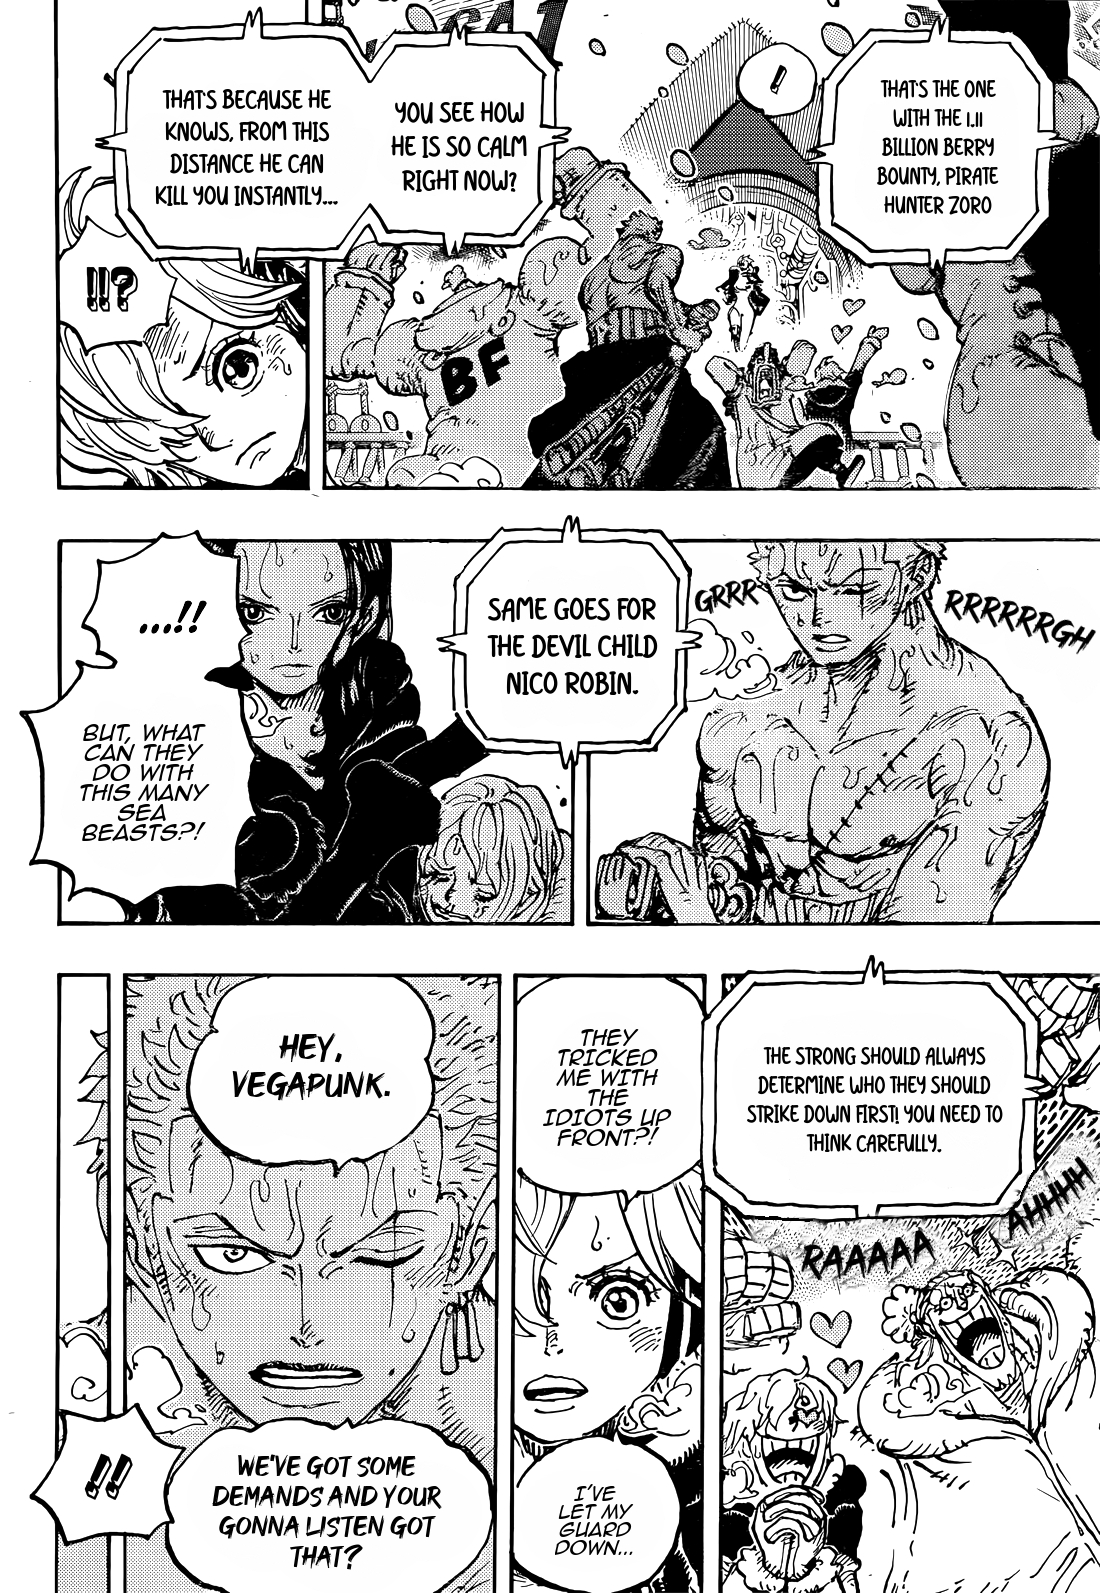 THAT'S THE ONE
WITH THE 1.11
BILLION BERRY
BOUNTY, PIRATE
HUNTER ZORO
!
YOU SEE HOW
HE IS SO CALM
RIGHT NOW?
THAT'S BECAUSE HE
KNOWS, FROM THIS
DISTANCE HE CAN
KILL YOU INSTANTLY...
BF
!!?
GRRR
RRRRRRGH
SAME GOES FOR
THE DEVIL CHILD
NICO ROBIN.
...!!
BUT, WHAT
CAN THEY
DO WITH
THIS MANY
SEA
BEASTS?!
THE STRONG SHOULD ALWAYS
DETERMINE WHO THEY SHOULD
STRIKE DOWN FIRST! YOU NEED TO
THINK CAREFULLY.
AHHHH
RAAAAA
THEY
TRICKED
ME WITH
THE
IDIOTS UP
FRONT?!
I'VE
LET MY
GUARD
DOWN...
HEY,
VEGAPUNK.
WE'VE GOT SOME
DEMANDS AND YOUR
GONNA LISTEN GOT
THAT?
!!